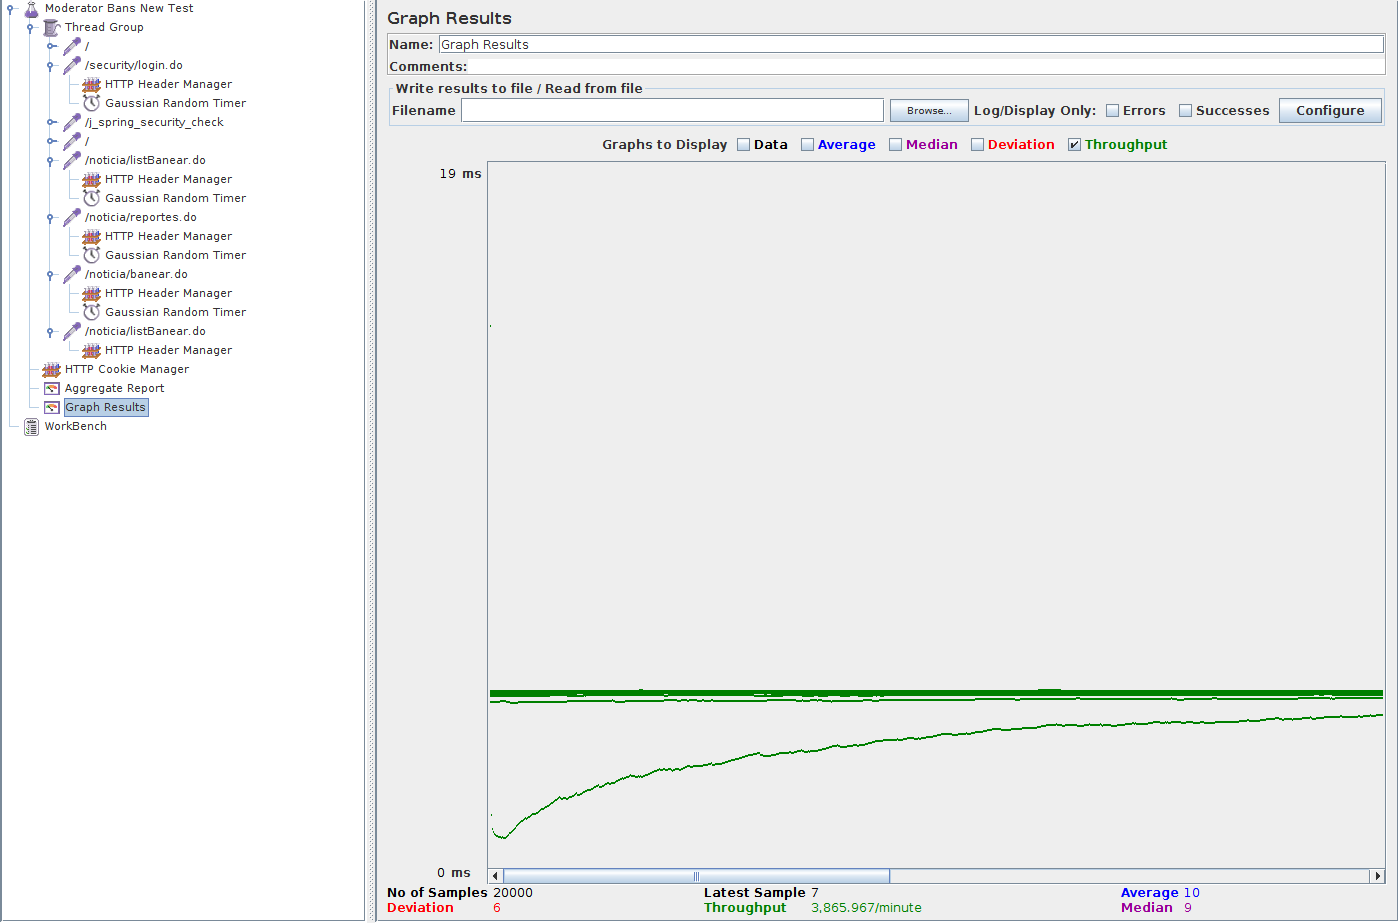 Moderator Bans New Test
Thread Group
/
/security/login.do
HTTP Header Manager
Gaussian Random Timer
/j_spring_security_check
/
/noticia/listBanear.do
HTTP Header Manager
Gaussian Random Timer
/noticia/reportes.do
HTTP Header Manager
Gaussian Random Timer
/noticia/banear.do
HTTP Header Manager
Gaussian Random Timer
/noticia/listBanear.do
HTTP Header Manager
HTTP Cookie Manager
Aggregate Report
Graph Results
WorkBench
Graph Results
Name: Graph Results
Comments:
Write results to file / Read from file
Filename Browse... Log/Display Only: Errors Successes Configure
Graphs to Display Data Average Median Deviation Throughput
19 ms
0 ms
No of Samples 20000 Latest Sample 7 Average 10
Deviation 6 Throughput 3,865.967/minute Median 9